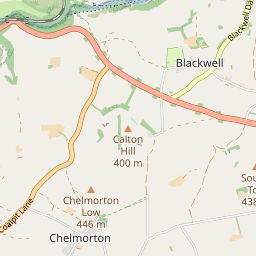 Blackwell Da
Blackwell
Calton
Hill
400 m
Sou
To
438
Chelmorton
Low
446 m
Coalpit Lane
Chelmorton